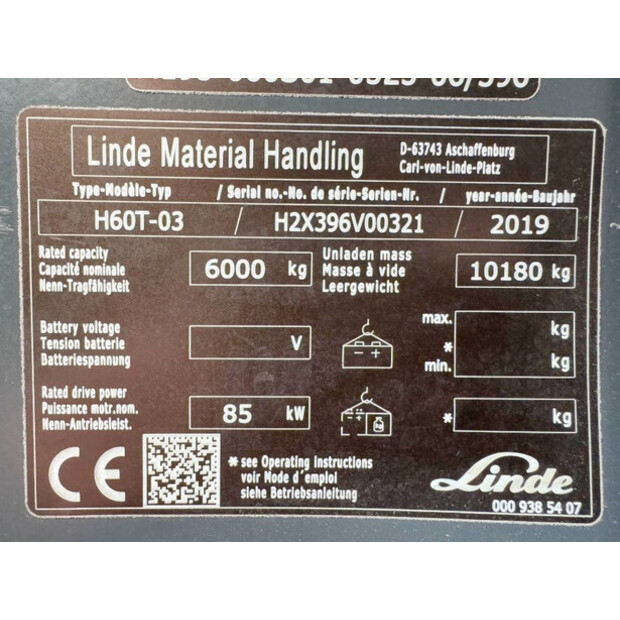 Linde Material Handling
D-63743 Aschaffenburg
Carl-von-Linde-Platz
Type-Modèle-Typ / Serial no.-No. de série-Serien-Nr. / year-année-Baujahr
H60T-03 / H2X396V00321 / 2019
Rated capacity
Capacité nominale
Nenn-Tragfähigkeit
6000 kg
Unladen mass
Masse à vide
Leergewicht
10180 kg
Battery voltage
Tension batterie
Batteriespannung
V
- +
max. kg
*
min. kg
Rated drive power
Puissance motr.nom.
Nenn-Antriebsleist.
85 kW
* kg
CE
* see Operating instructions
voir Mode d´emploi
siehe Betriebsanleitung
Linde
000 938 54 07